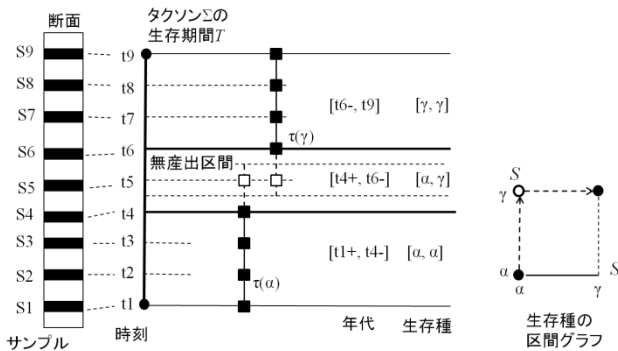 断面
タクソンΣの
生存期間T
S9
t9
S8
t8
[t6-, t9]
[γ, γ]
S7
t7
τ(γ)
S6
t6
無産出区間
S5
t5
[t4+, t6-]
[α, γ]
S4
t4
S3
t3
[t1+, t4-]
[α, α]
S2
t2
τ(α)
S1
t1
サンプル
時刻
年代
生存種
S
γ
α
S
α
γ
生存種の
区間グラフ